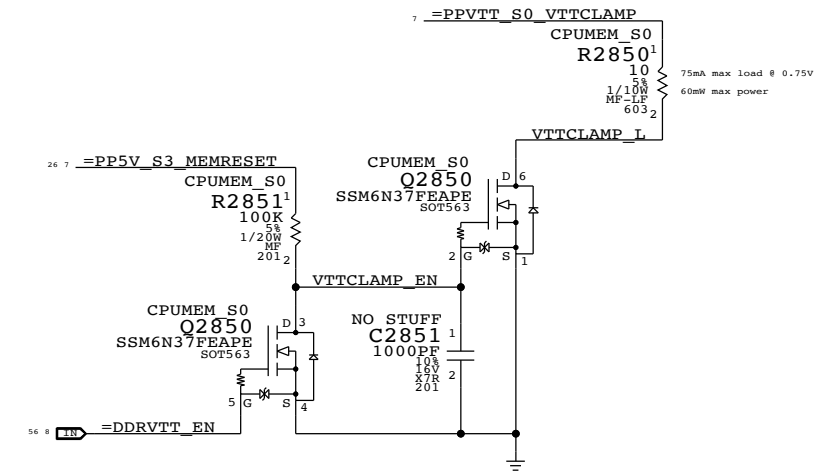 7 =PPVTT_S0_VTTCLAMP
CPUMEM_S0
R2850 1
10
5%
1/10W
MF-LF
603 2
75mA max load @ 0.75V
60mW max power
VTTCLAMP_L
26 7 =PP5V_S3_MEMRESET
CPUMEM_S0
R2851 1
100K
5%
1/20W
MF
201 2
CPUMEM_S0
Q2850
SSM6N37FEAPE
SOT563
D 6
2 G S 1
VTTCLAMP_EN
CPUMEM_S0
Q2850
SSM6N37FEAPE
SOT563
D 3
5 G S 4
NO STUFF
C2851 1
1000PF
10%
16V
X7R
201
2
56 8 IN =DDRVTT_EN